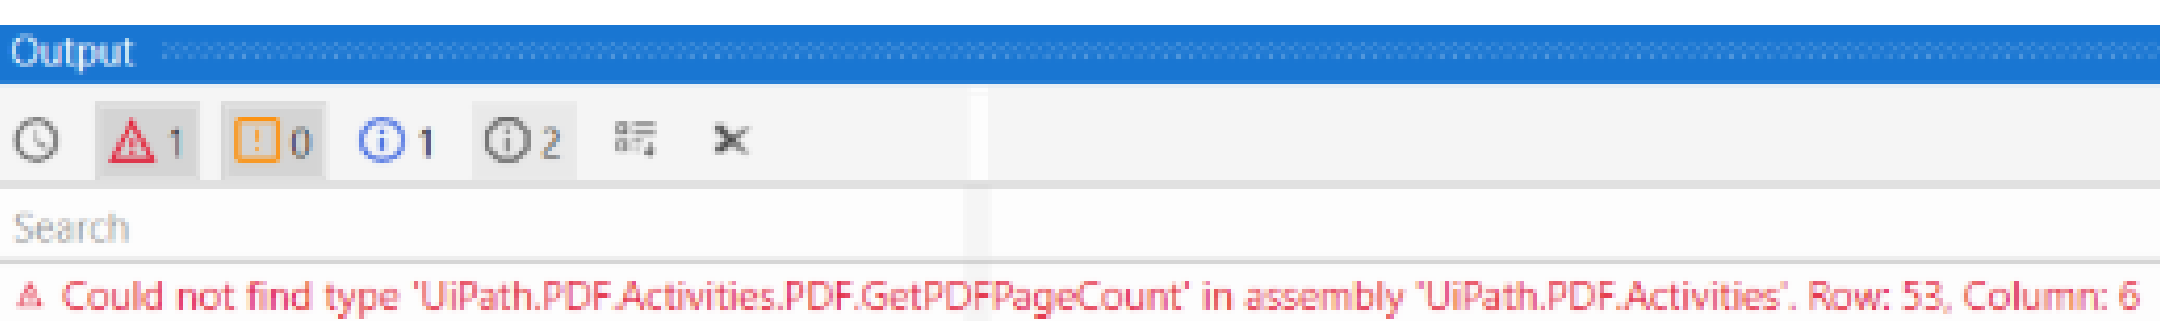 Output
1 0 1 2
Search
Could not find type 'UiPath.PDF.Activities.PDF.GetPDFPageCount' in assembly 'UiPath.PDF.Activities'. Row: 53, Column: 6